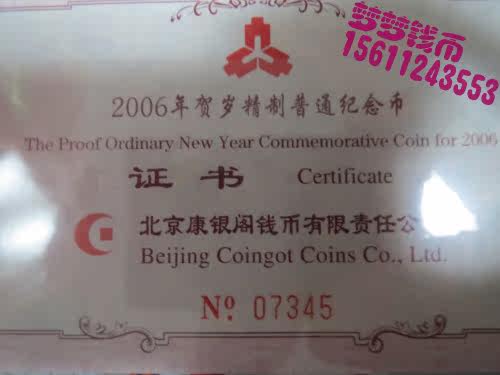 梦梦钱币
15611243553
2006年贺岁精制普通纪念币
The Proof Ordinary New Year Commemorative Coin for 2006
证书 Certificate
北京康银阁钱币有限责任公
Beijing Coingot Coins Co., Ltd.
Nº 07345